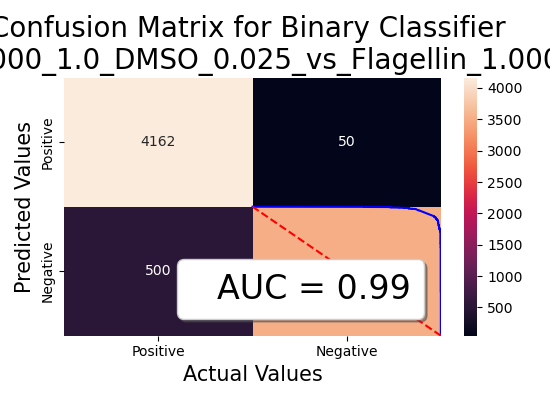 Confusion Matrix for Binary Classifier
000_1.0_DMSO_0.025_vs_Flagellin_1.000
Predicted Values
Positive
Negative
4162
50
500
AUC = 0.99
Positive
Negative
Actual Values
4000
3500
3000
2500
2000
1500
1000
500